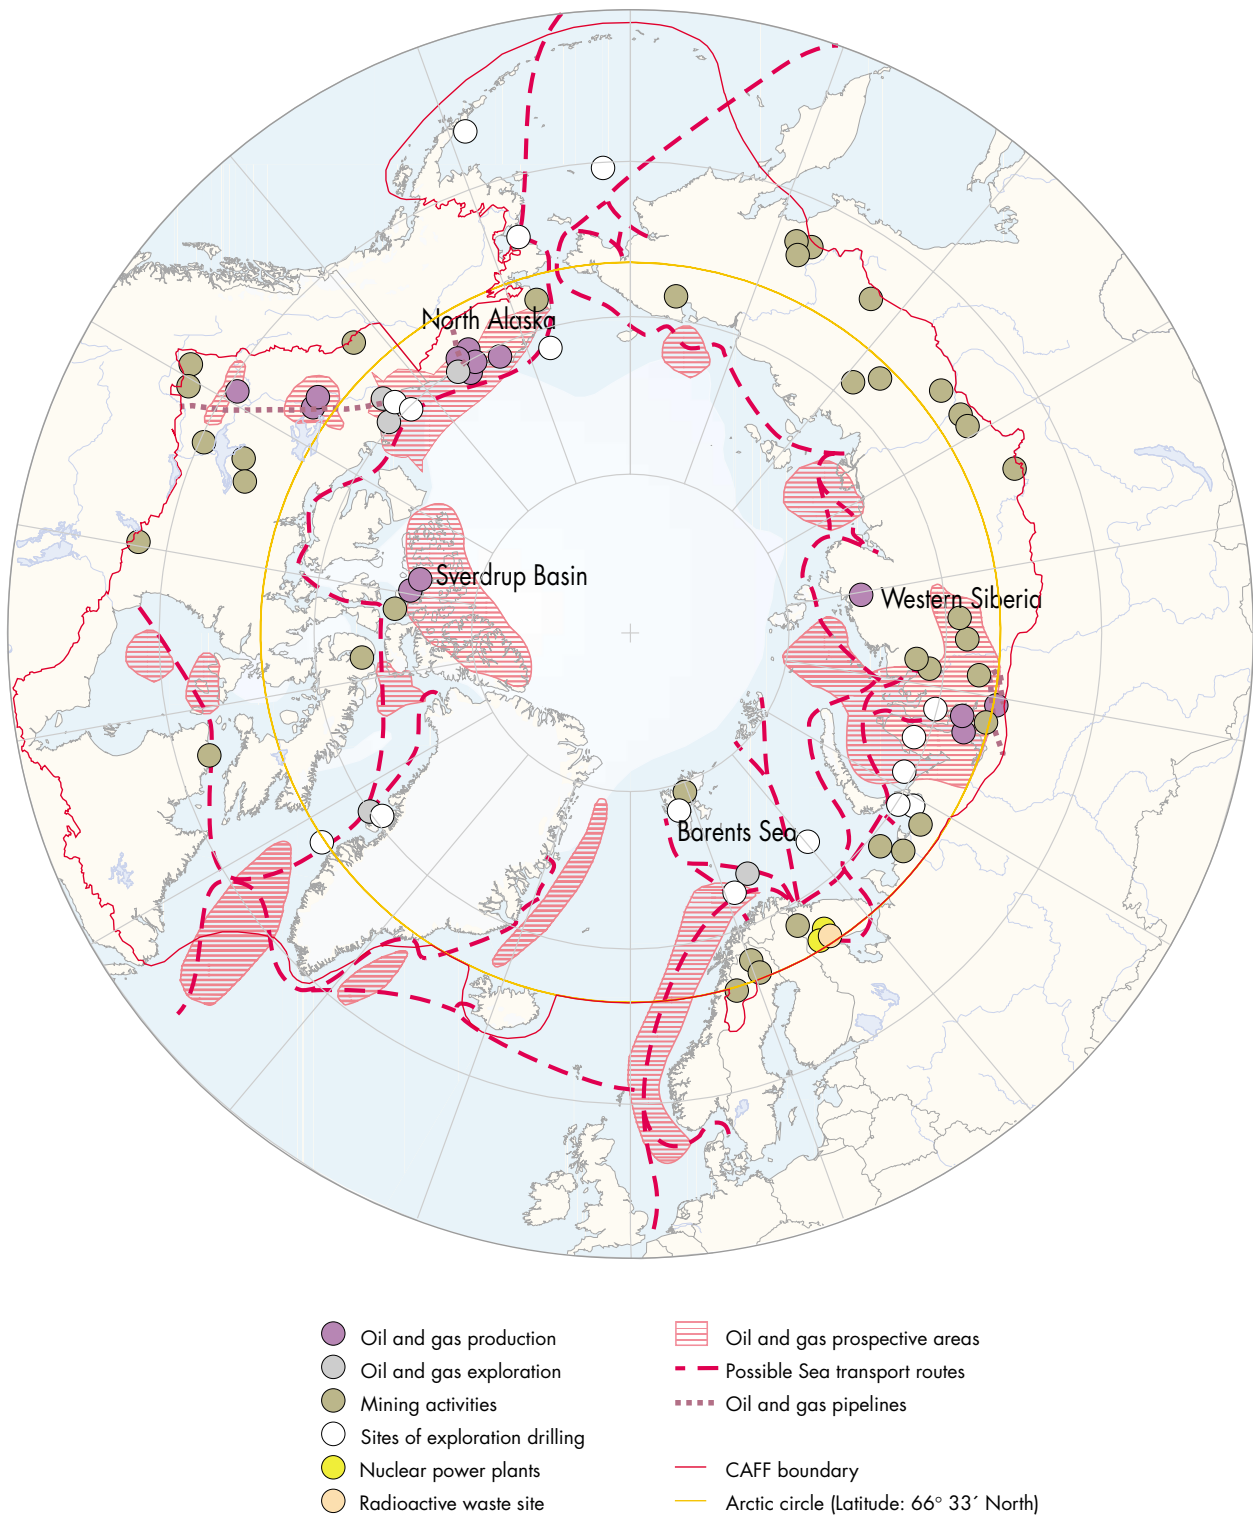 North Alaska
Sverdrup Basin
Western Siberia
Barents Sea
Oil and gas production
Oil and gas exploration
Mining activities
Sites of exploration drilling
Nuclear power plants
Radioactive waste site
Oil and gas prospective areas
Possible Sea transport routes
Oil and gas pipelines
CAFF boundary
Arctic circle (Latitude: 66° 33´ North)